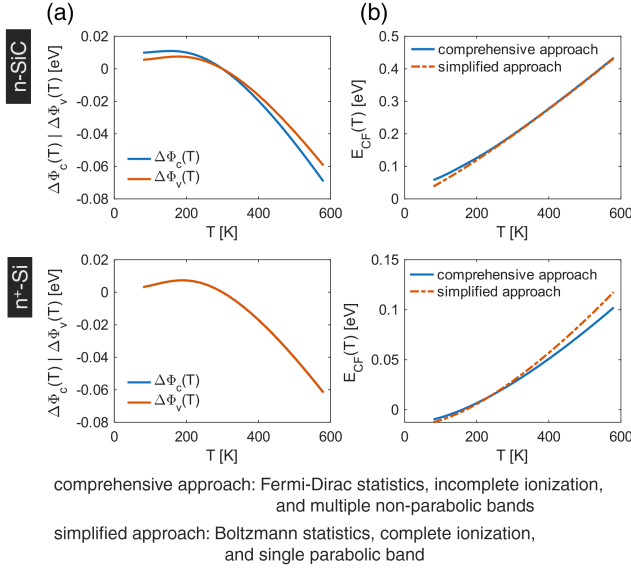 (a)
(b)
n-SiC
ΔΦc(T) | ΔΦv(T) [eV]
0.02
0
-0.02
-0.04
-0.06
-0.08
ΔΦc(T)
ΔΦv(T)
0 200 400 600
T [K]
ECF(T) [eV]
0.5
0.4
0.3
0.2
0.1
0
comprehensive approach
simplified approach
0 200 400 600
T [K]
n+-Si
ΔΦc(T) | ΔΦv(T) [eV]
0.02
0
-0.02
-0.04
-0.06
-0.08
ΔΦc(T)
ΔΦv(T)
0 200 400 600
T [K]
ECF(T) [eV]
0.15
0.1
0.05
0
comprehensive approach
simplified approach
0 200 400 600
T [K]
comprehensive approach: Fermi-Dirac statistics, incomplete ionization,
and multiple non-parabolic bands
simplified approach: Boltzmann statistics, complete ionization,
and single parabolic band